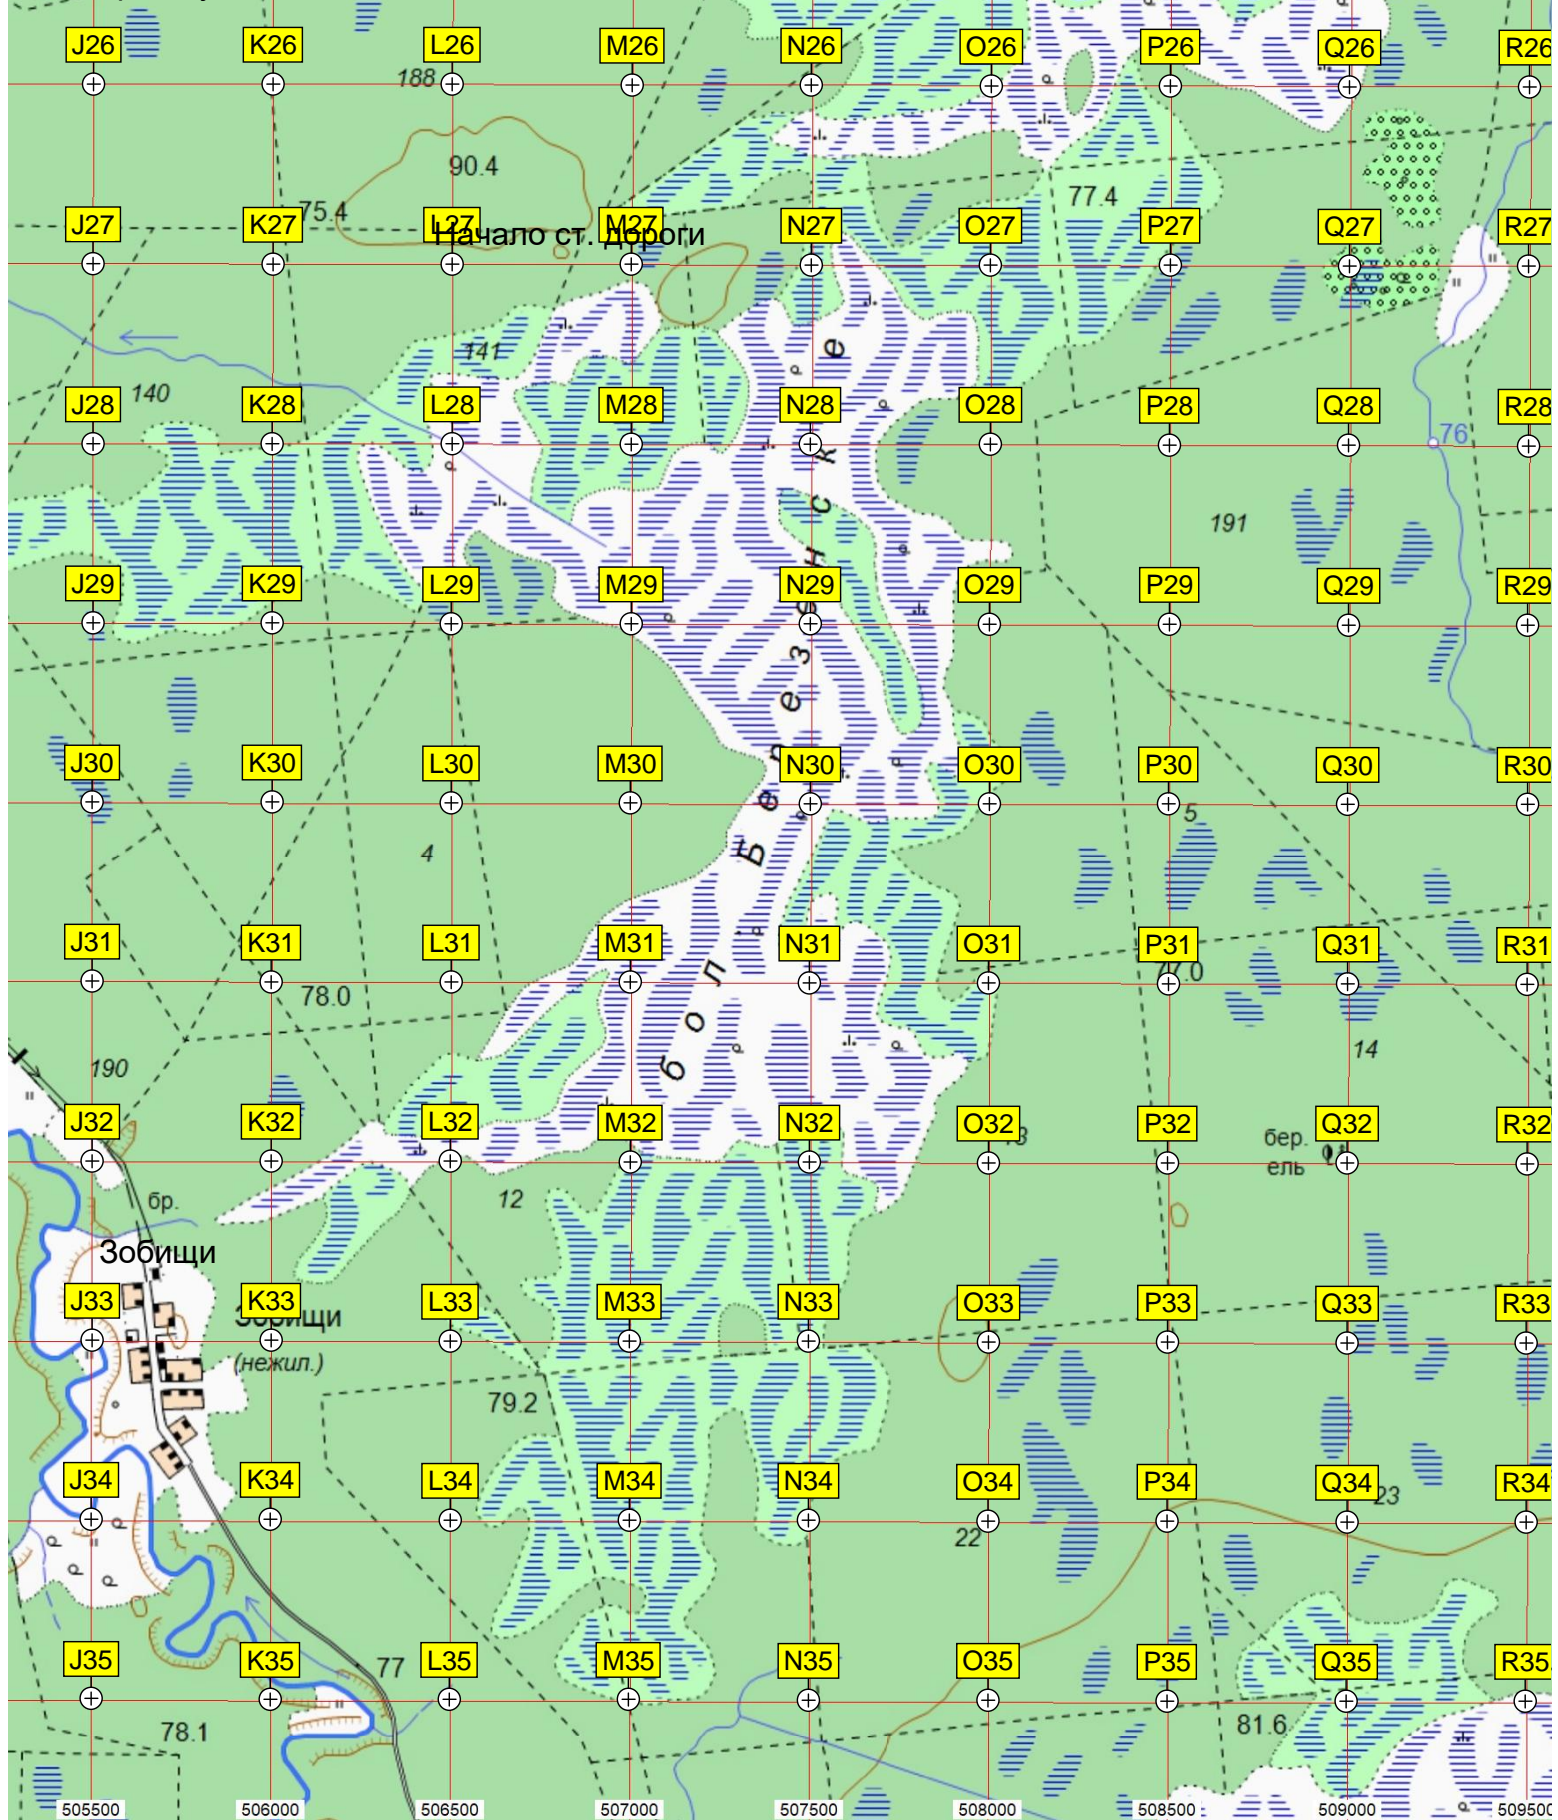 J26 K26 L26 M26 N26 O26 P26 Q26 R26
188
90.4
77.4
75.4
J27 K27 L27 M27 N27 O27 P27 Q27 R27
Начало ст. дороги
141
140
J28 K28 L28 M28 N28 O28 P28 Q28 R28
76
191
J29 K29 L29 M29 N29 O29 P29 Q29 R29
бол. Березянское
J30 K30 L30 M30 N30 O30 P30 Q30 R30
5
4
J31 K31 L31 M31 N31 O31 P31 Q31 R31
77.0
78.0
14
190
J32 K32 L32 M32 N32 O32 P32 Q32 R32
бер.
ель
12
бр.
Зобищи
J33 K33 L33 M33 N33 O33 P33 Q33 R33
Зобищи
(нежил.)
79.2
J34 K34 L34 M34 N34 O34 P34 Q34 R34
23
22
J35 K35 L35 M35 N35 O35 P35 Q35 R35
77
78.1
81.6
505500 506000 506500 507000 507500 508000 508500 509000